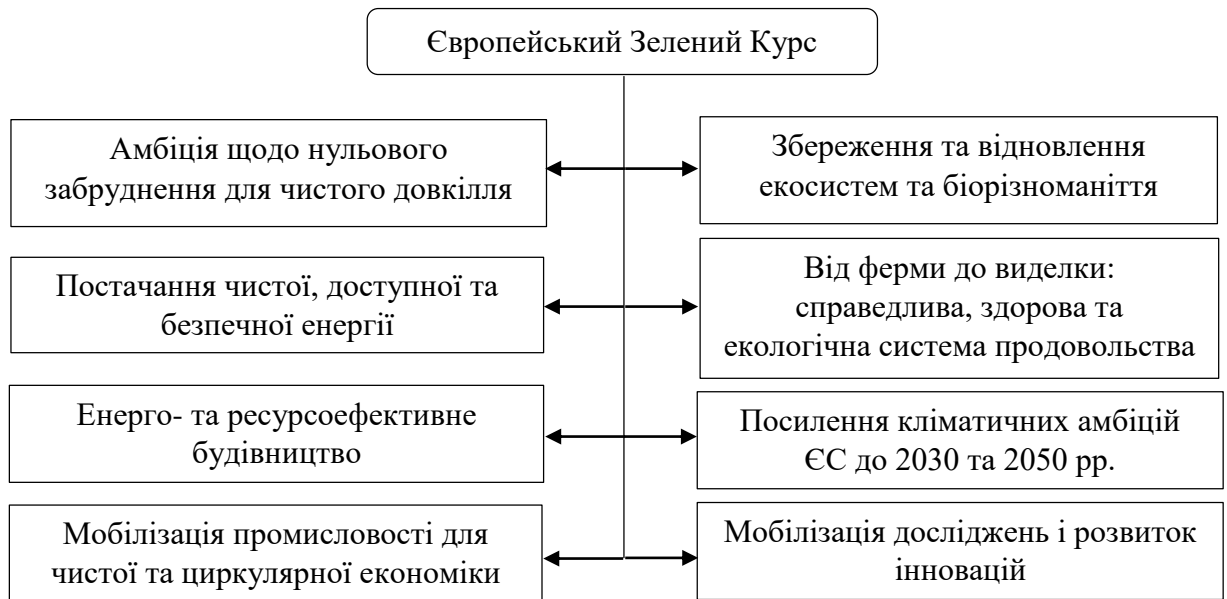 Європейський Зелений Курс
Амбіція щодо нульового
забруднення для чистого довкілля
Збереження та відновлення
екосистем та біорізноманіття
Постачання чистої, доступної та
безпечної енергії
Від ферми до виделки:
справедлива, здорова та
екологічна система продовольства
Енерго- та ресурсоефективне
будівництво
Посилення кліматичних амбіцій
ЄС до 2030 та 2050 рр.
Мобілізація промисловості для
чистої та циркулярної економіки
Мобілізація досліджень і розвиток
інновацій